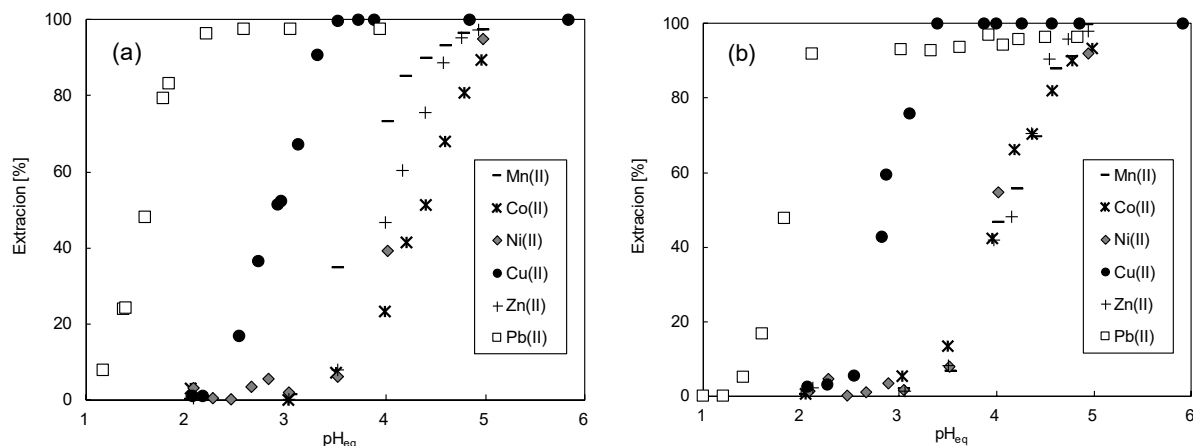 (a)
Extracion [%]
100
80
60
40
20
0
1 2 3 4 5 6
pHeq
Mn(II)
Co(II)
Ni(II)
Cu(II)
Zn(II)
Pb(II)
(b)
Extracion [%]
100
80
60
40
20
0
1 2 3 4 5 6
pHeq
Mn(II)
Co(II)
Ni(II)
Cu(II)
Zn(II)
Pb(II)